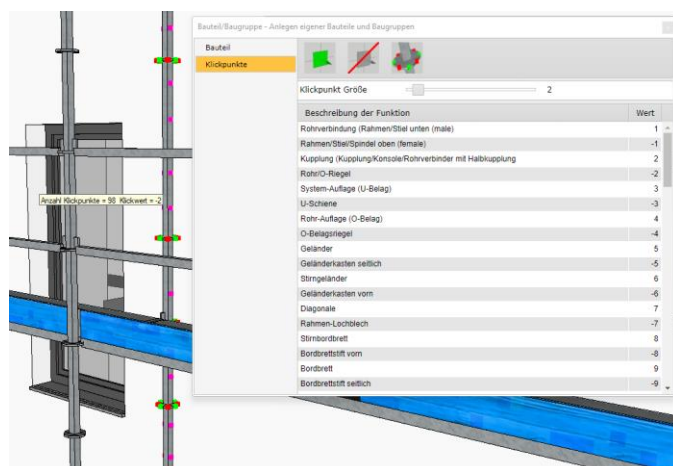 Bauteil/Baugruppe - Anlegen eigener Bauteile und Baugruppen
Bauteil
Klickpunkte
Klickpunkt Größe 2
Beschreibung der Funktion Wert
Rohrverbindung (Rahmen/Stiel unten (male) 1
Rahmen/Stiel/Spindel oben (female) -1
Kupplung (Kupplung/Konsole/Rohrverbinder mit Halbkupplung 2
Rohr/O-Riegel -2
System-Auflage (U-Belag) 3
U-Schiene -3
Rohr-Auflage (O-Belag) 4
O-Belagsriegel -4
Geländer 5
Geländerkasten seitlich -5
Stirngeländer 6
Geländerkasten vorn -6
Diagonale 7
Rahmen-Lochblech -7
Stirnbordbrett 8
Bordbrettstift vorn -8
Bordbrett 9
Bordbrettstift seitlich -9
Anzahl Klickpunkte = 98 Klickwert = -2